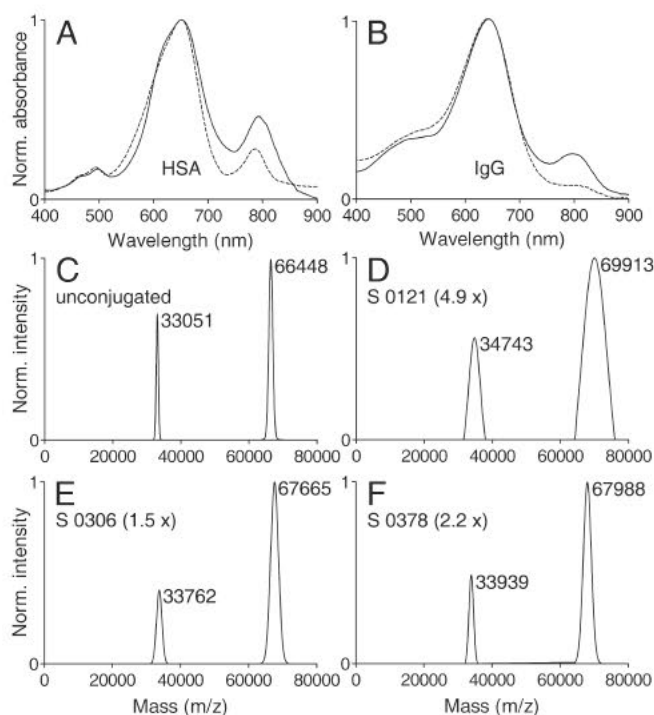 A
B
Norm. absorbance
1
0
HSA
400 500 600 700 800 900
Wavelength (nm)
1
0
IgG
400 500 600 700 800 900
Wavelength (nm)
C
unconjugated
Norm. intensity
1
0
33051
66448
0 20000 40000 60000 80000
D
S 0121 (4.9 x)
1
0
34743
69913
0 20000 40000 60000 80000
E
S 0306 (1.5 x)
Norm. intensity
1
0
33762
67665
0 20000 40000 60000 80000
Mass (m/z)
F
S 0378 (2.2 x)
1
0
33939
67988
0 20000 40000 60000 80000
Mass (m/z)